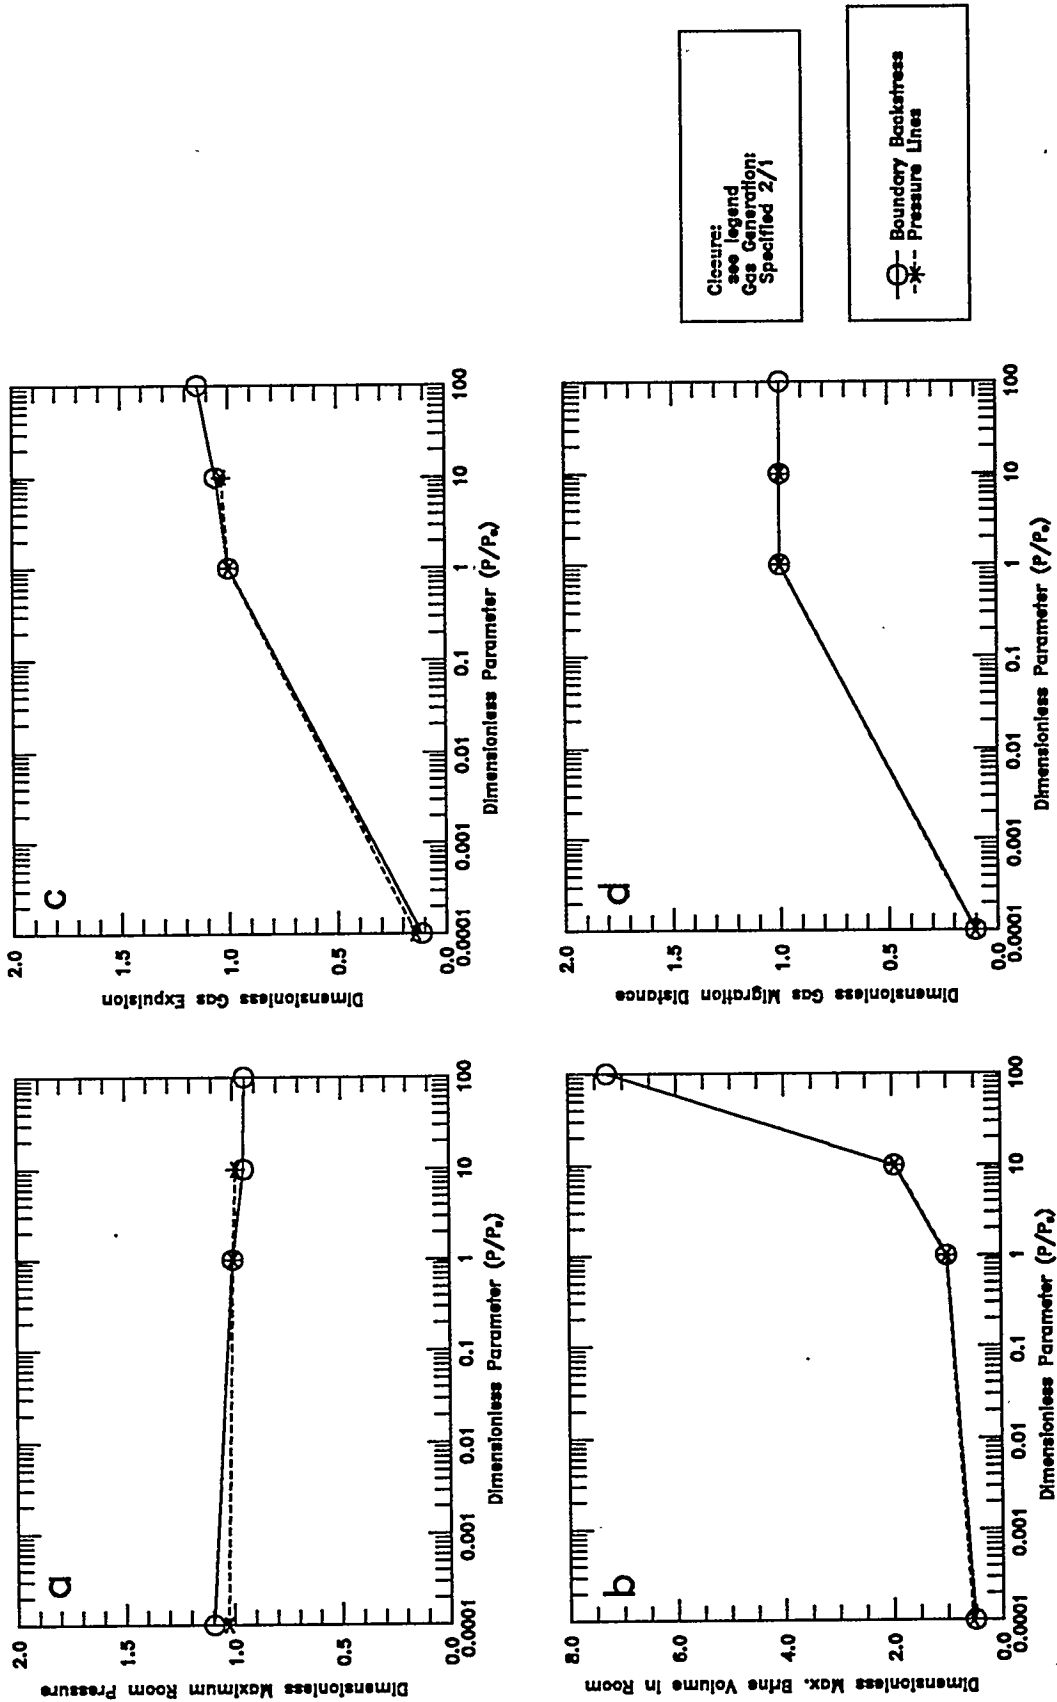 a
2.0
1.5
1.0
0.5
0.0
Dimensionless Maximum Room Pressure
0.0001
0.001
0.01
0.1
1
10
100
Dimensionless Parameter (P/Pₒ)
c
2.0
1.5
1.0
0.5
0.0
Dimensionless Gas Expulsion
0.0001
0.001
0.01
0.1
1
10
100
Dimensionless Parameter (P/Pₒ)
b
8.0
6.0
4.0
2.0
0.0
Dimensionless Max. Brine Volume in Room
0.0001
0.001
0.01
0.1
1
10
100
Dimensionless Parameter (P/Pₒ)
d
2.0
1.5
1.0
0.5
0.0
Dimensionless Gas Migration Distance
0.0001
0.001
0.01
0.1
1
10
100
Dimensionless Parameter (P/Pₒ)
Closure:
see legend
Gas Generation:
Specified 2/1
Boundary Backstress
Pressure Lines